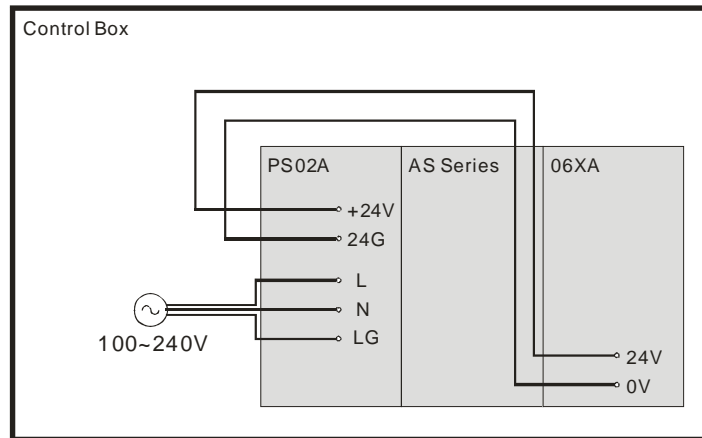 Control Box
PS02A
AS Series
06XA
+24V
24G
L
N
LG
100~240V
24V
0V